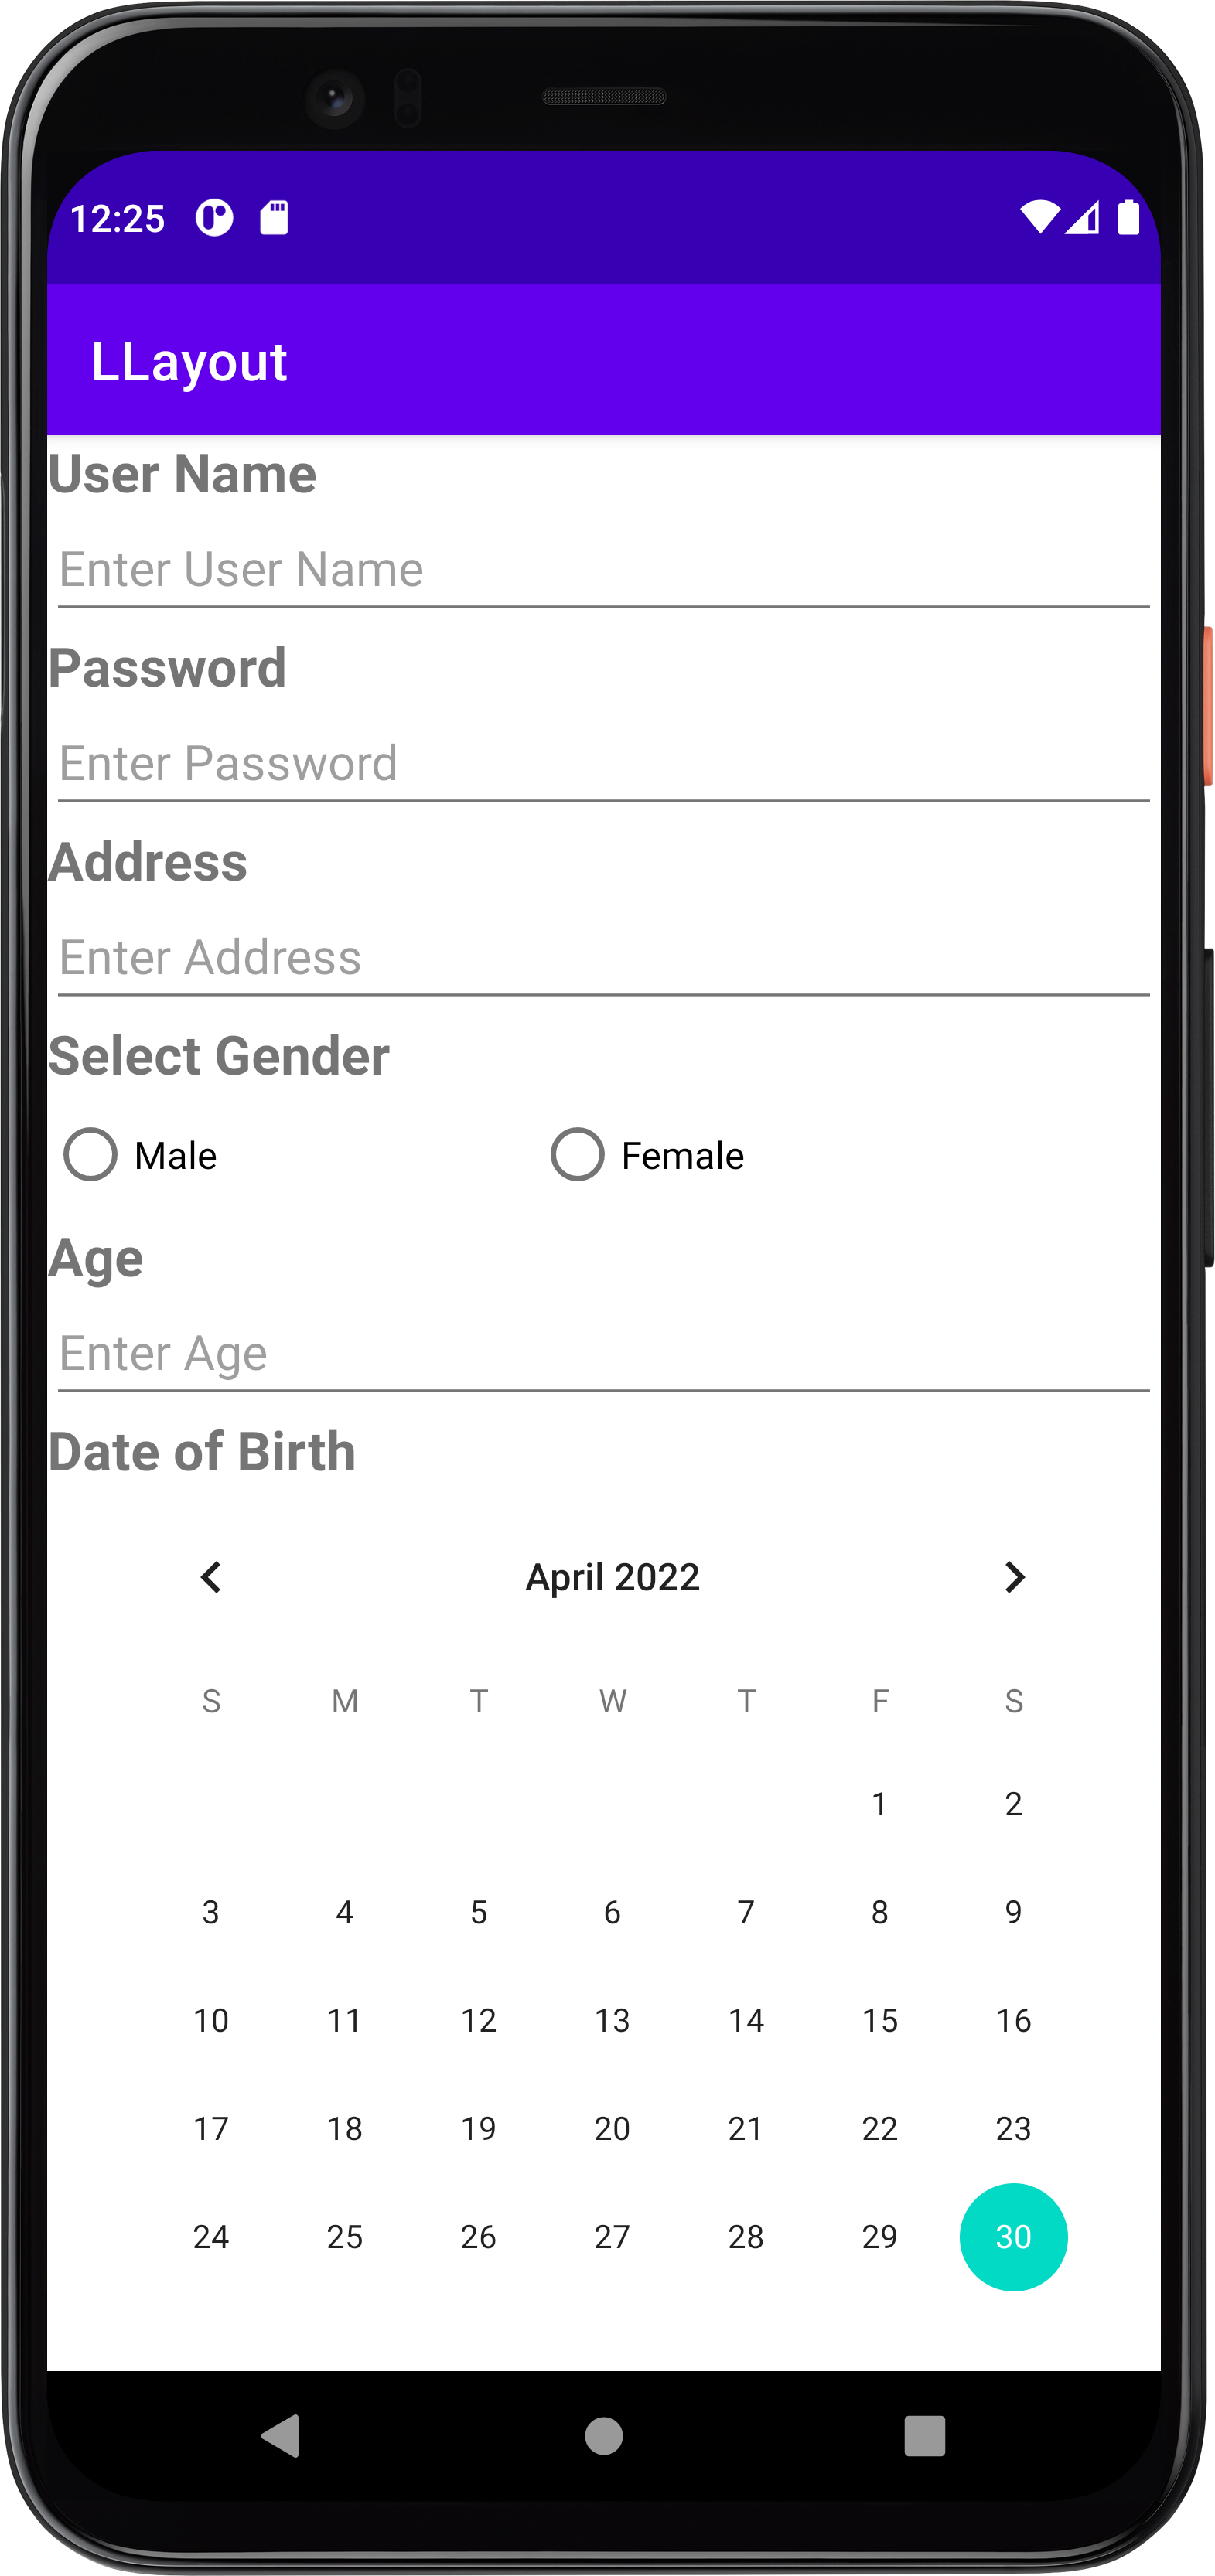 12:25
LLayout
User Name
Enter User Name
Password
Enter Password
Address
Enter Address
Select Gender
Male Female
Age
Enter Age
Date of Birth
April 2022
S M T W T F S
1 2
3 4 5 6 7 8 9
10 11 12 13 14 15 16
17 18 19 20 21 22 23
24 25 26 27 28 29 30